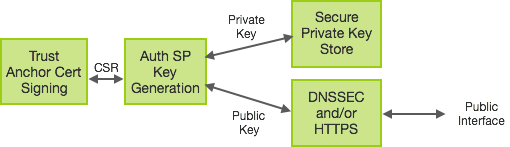 Trust
Anchor Cert
Signing
CSR
Auth SP
Key
Generation
Private
Key
Secure
Private Key
Store
Public
Key
DNSSEC
and/or
HTTPS
Public
Interface